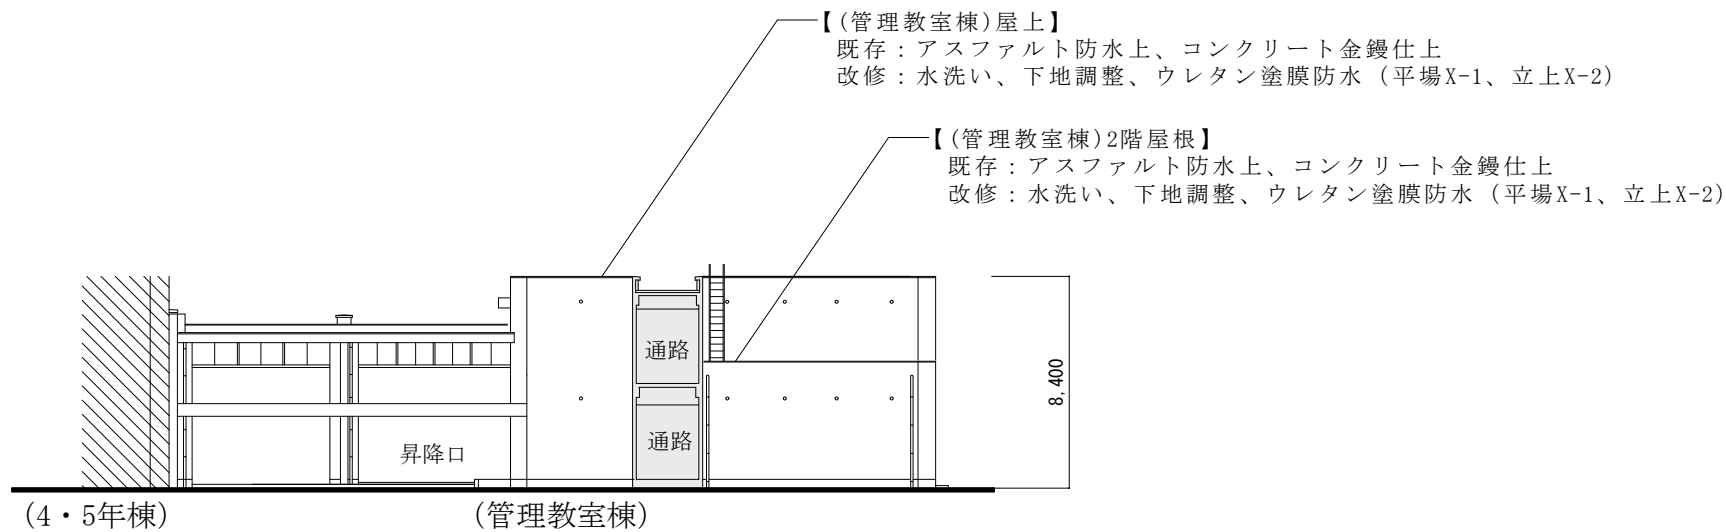 【(管理教室棟)屋上】
既存：アスファルト防水上、コンクリート金鏝仕上
改修：水洗い、下地調整、ウレタン塗膜防水（平場X-1、立上X-2）
【(管理教室棟)2階屋根】
既存：アスファルト防水上、コンクリート金鏝仕上
改修：水洗い、下地調整、ウレタン塗膜防水（平場X-1、立上X-2）
通路
8,400
通路
昇降口
(4・5年棟)
(管理教室棟)